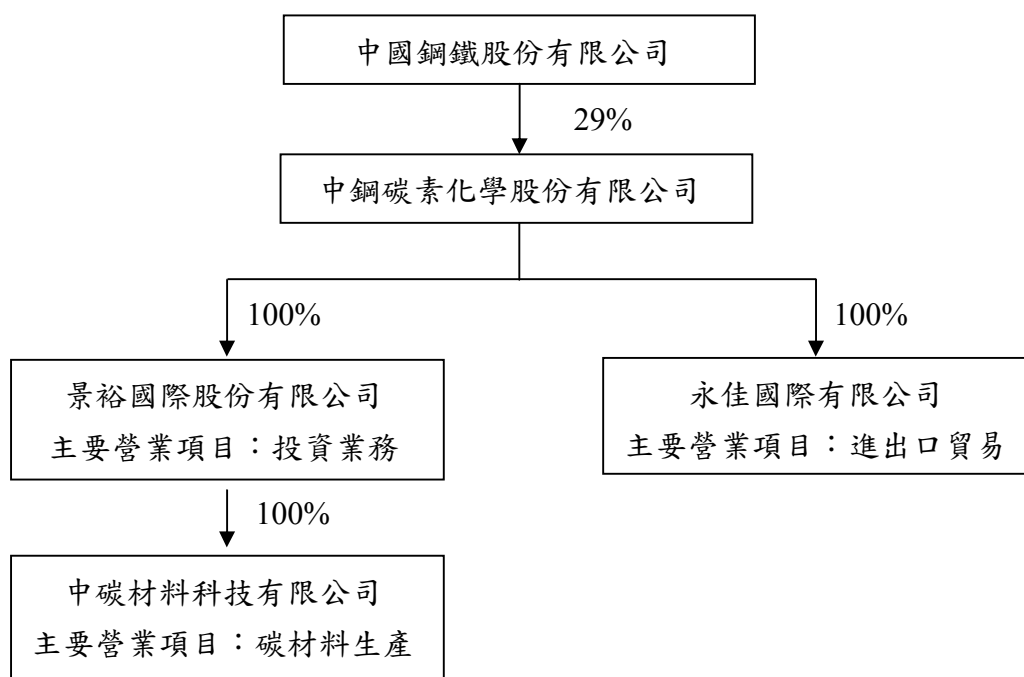 中國鋼鐵股份有限公司
29%
中鋼碳素化學股份有限公司
100%
100%
景裕國際股份有限公司
主要營業項目：投資業務
永佳國際有限公司
主要營業項目：進出口貿易
100%
中碳材料科技有限公司
主要營業項目：碳材料生產